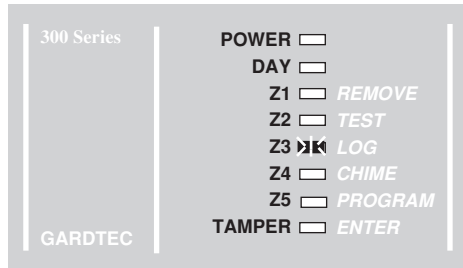 300 Series
GARDTEC
POWER
DAY
Z1 REMOVE
Z2 TEST
Z3 LOG
Z4 CHIME
Z5 PROGRAM
TAMPER ENTER